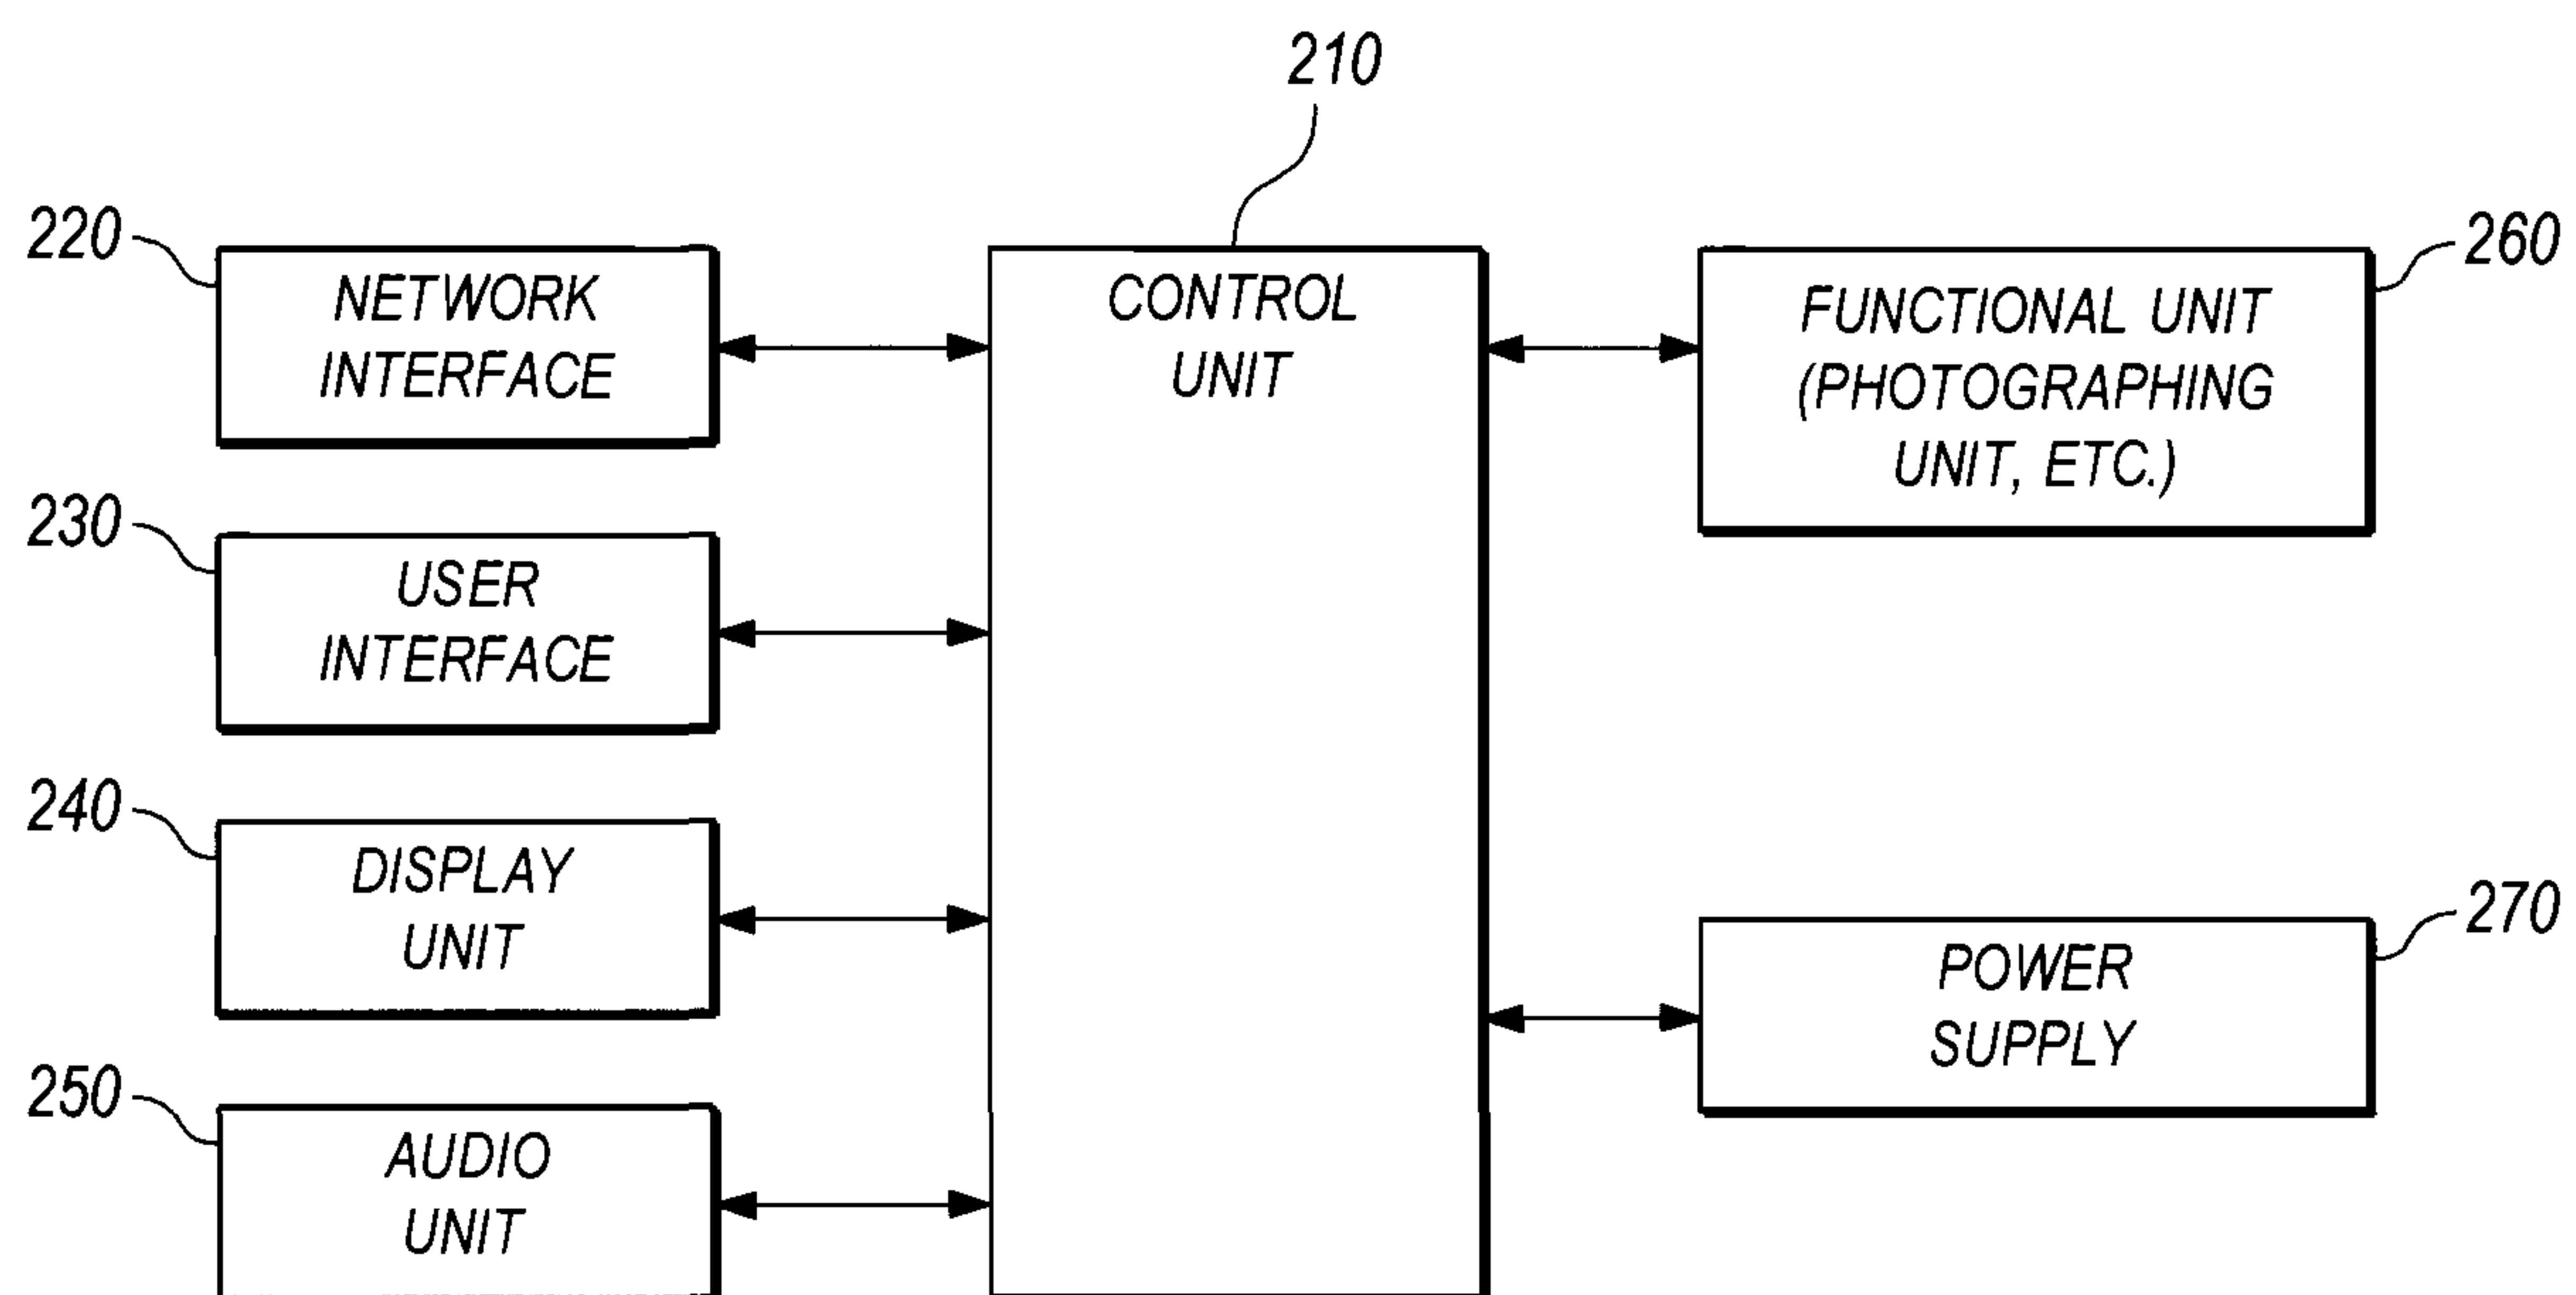 210
220
NETWORK
INTERFACE
CONTROL
UNIT
FUNCTIONAL UNIT
(PHOTOGRAPHING
UNIT, ETC.)
260
230
USER
INTERFACE
240
DISPLAY
UNIT
POWER
SUPPLY
270
250
AUDIO
UNIT